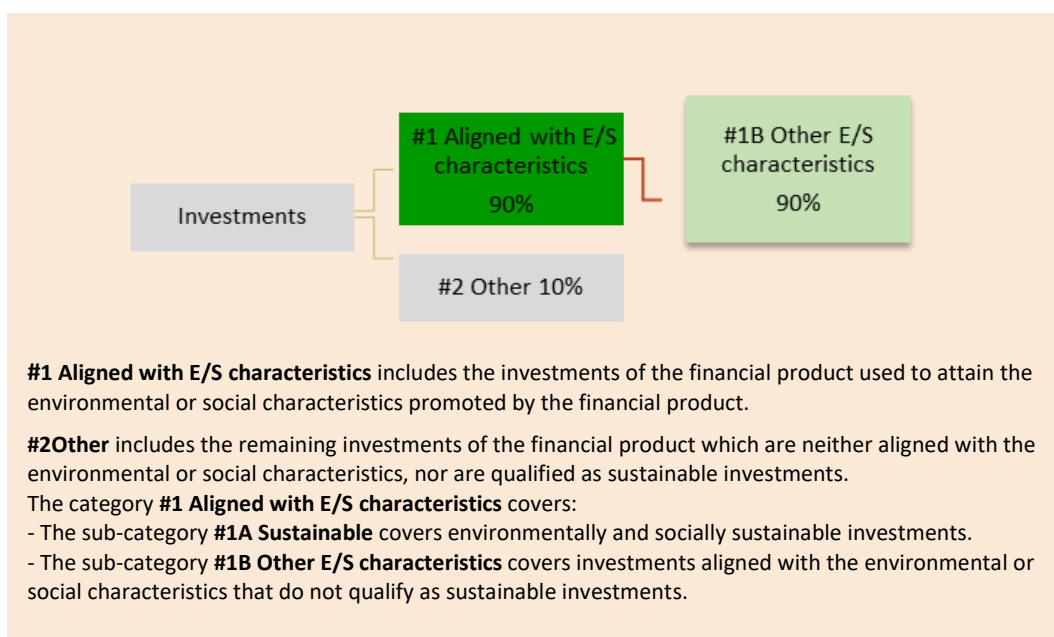 #1 Aligned with E/S
characteristics
90%
#1B Other E/S
characteristics
90%
Investments
#2 Other 10%
#1 Aligned with E/S characteristics includes the investments of the financial product used to attain the
environmental or social characteristics promoted by the financial product.
#2Other includes the remaining investments of the financial product which are neither aligned with the
environmental or social characteristics, nor are qualified as sustainable investments.
The category #1 Aligned with E/S characteristics covers:
- The sub-category #1A Sustainable covers environmentally and socially sustainable investments.
- The sub-category #1B Other E/S characteristics covers investments aligned with the environmental or
social characteristics that do not qualify as sustainable investments.